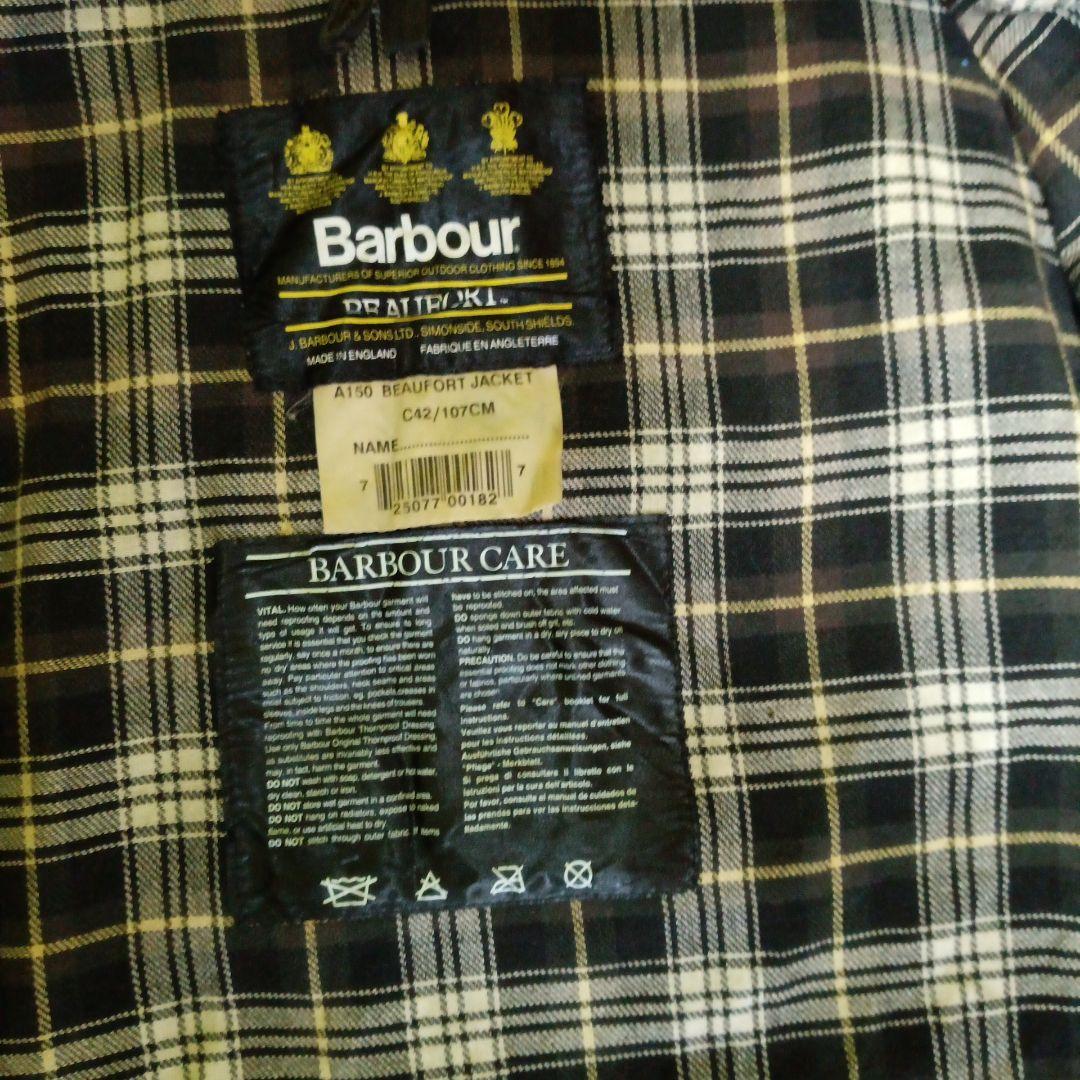 Barbour
MANUFACTURERS OF SUPERIOR OUTDOOR CLOTHING SINCE 1894
BEAUFORT
J. BARBOUR & SONS LTD., SIMONSIDE, SOUTH SHIELDS.
MADE IN ENGLAND FABRIQUE EN ANGLETERRE
A150 BEAUFORT JACKET
C42/107CM
NAME..............................
7 25077 00182 7
BARBOUR CARE
VITAL. How often your Barbour garment will
need reproofing depends on the amount and
type of usage it will get. To ensure its long
service it is essential that you check the garment
regularly, say once a month, to ensure there are
no dry areas where the proofing has been worn
away. Pay particular attention to critical areas
such as the shoulders, yoke seams and areas
most subject to friction, eg. pockets, creases in
sleeves, inside legs and the knees of trousers.
From time to time the whole garment will need
reproofing with Barbour Thornproof Dressing.
Use only Barbour Original Thornproof Dressing
as substitutes are invariably less effective and
may, in fact, harm the garment.
DO NOT wash with soap, detergent or hot water,
dry clean, starch or iron.
DO NOT store wet garment in a confined area.
DO NOT hang on radiators, expose to naked
flame, or use artificial heat to dry.
DO NOT stitch through outer fabric. If items
have to be stitched on, the area affected must
be reproofed.
DO sponge down outer fabric with cold water
when soiled and brush off grit, etc.
DO hang garment in a dry, airy place to dry off
naturally.
PRECAUTION. Do be careful to ensure that the
essential proofing does not mark other clothing
or fabrics, particularly when waxed garments
are chosen.
Please refer to "Care" booklet for full
instructions.
Veuillez vous reporter au manuel d'entretien
pour les instructions détaillées.
Ausführliche Gebrauchsanweisungen, siehe
"Pflege" - Merkblatt.
Si prega di consultare il libretto con le
istruzioni per la cura dell'articolo.
Por favor, consulte el manual de cuidados de
las prendas para ver las instrucciones deta-
lladamente.